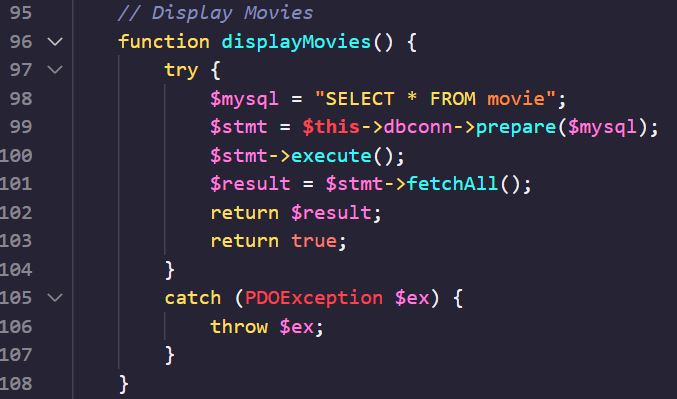 95 // Display Movies
96 function displayMovies() {
97 try {
98 $mysql = "SELECT * FROM movie";
99 $stmt = $this->dbconn->prepare($mysql);
100 $stmt->execute();
101 $result = $stmt->fetchAll();
102 return $result;
103 return true;
104 }
105 catch (PDOException $ex) {
106 throw $ex;
107 }
108 }